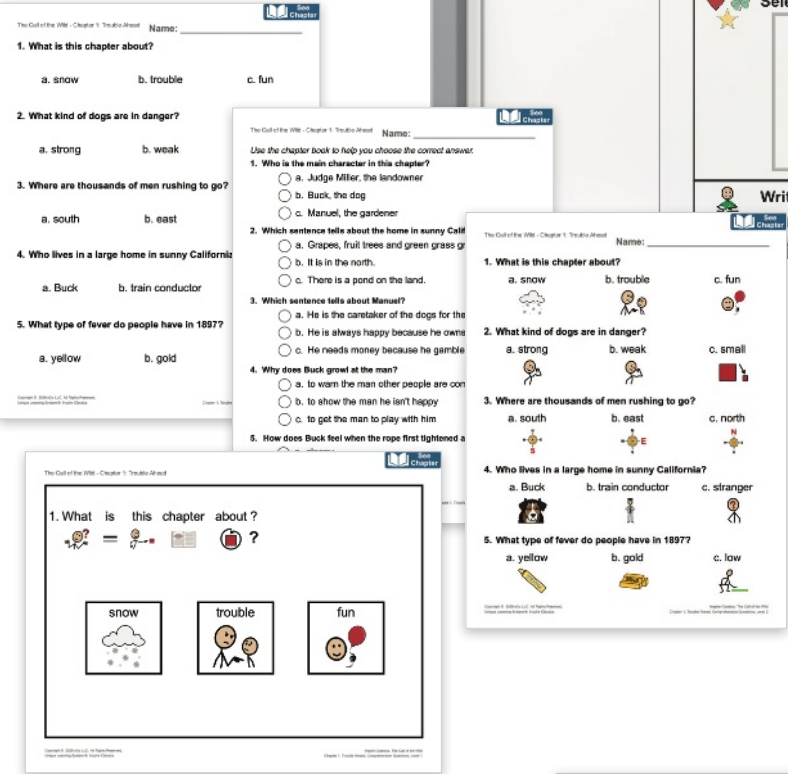 See
Chapter
The Call of the Wild - Chapter 1: Trouble Ahead Name:
1. What is this chapter about?
a. snow b. trouble c. fun
2. What kind of dogs are in danger?
a. strong b. weak
3. Where are thousands of men rushing to go?
a. south b. east
4. Who lives in a large home in sunny California
a. Buck b. train conductor
5. What type of fever do people have in 1897?
a. yellow b. gold
See
Chapter
The Call of the Wild - Chapter 1: Trouble Ahead Name:
Use the chapter book to help you choose the correct answer.
1. Who is the main character in this chapter?
a. Judge Miller, the landowner
b. Buck, the dog
c. Manuel, the gardener
2. Which sentence tells about the home in sunny Calif
a. Grapes, fruit trees and green grass gr
b. It is in the north.
c. There is a pond on the land.
3. Which sentence tells about Manuel?
a. He is the caretaker of the dogs for the
b. He is always happy because he owns
c. He needs money because he gamble
4. Why does Buck growl at the man?
a. to warn the man other people are con
b. to show the man he isn't happy
c. to get the man to play with him
5. How does Buck feel when the rope first tightened a
Sele
Writ
See
Chapter
The Call of the Wild - Chapter 1: Trouble Ahead
Name:
1. What is this chapter about?
a. snow b. trouble c. fun
2. What kind of dogs are in danger?
a. strong b. weak c. small
3. Where are thousands of men rushing to go?
a. south b. east c. north
S E N
4. Who lives in a large home in sunny California?
a. Buck b. train conductor c. stranger
5. What type of fever do people have in 1897?
a. yellow b. gold c. low
See
Chapter
The Call of the Wild - Chapter 1: Trouble Ahead
1. What is this chapter about ?
?
snow trouble fun